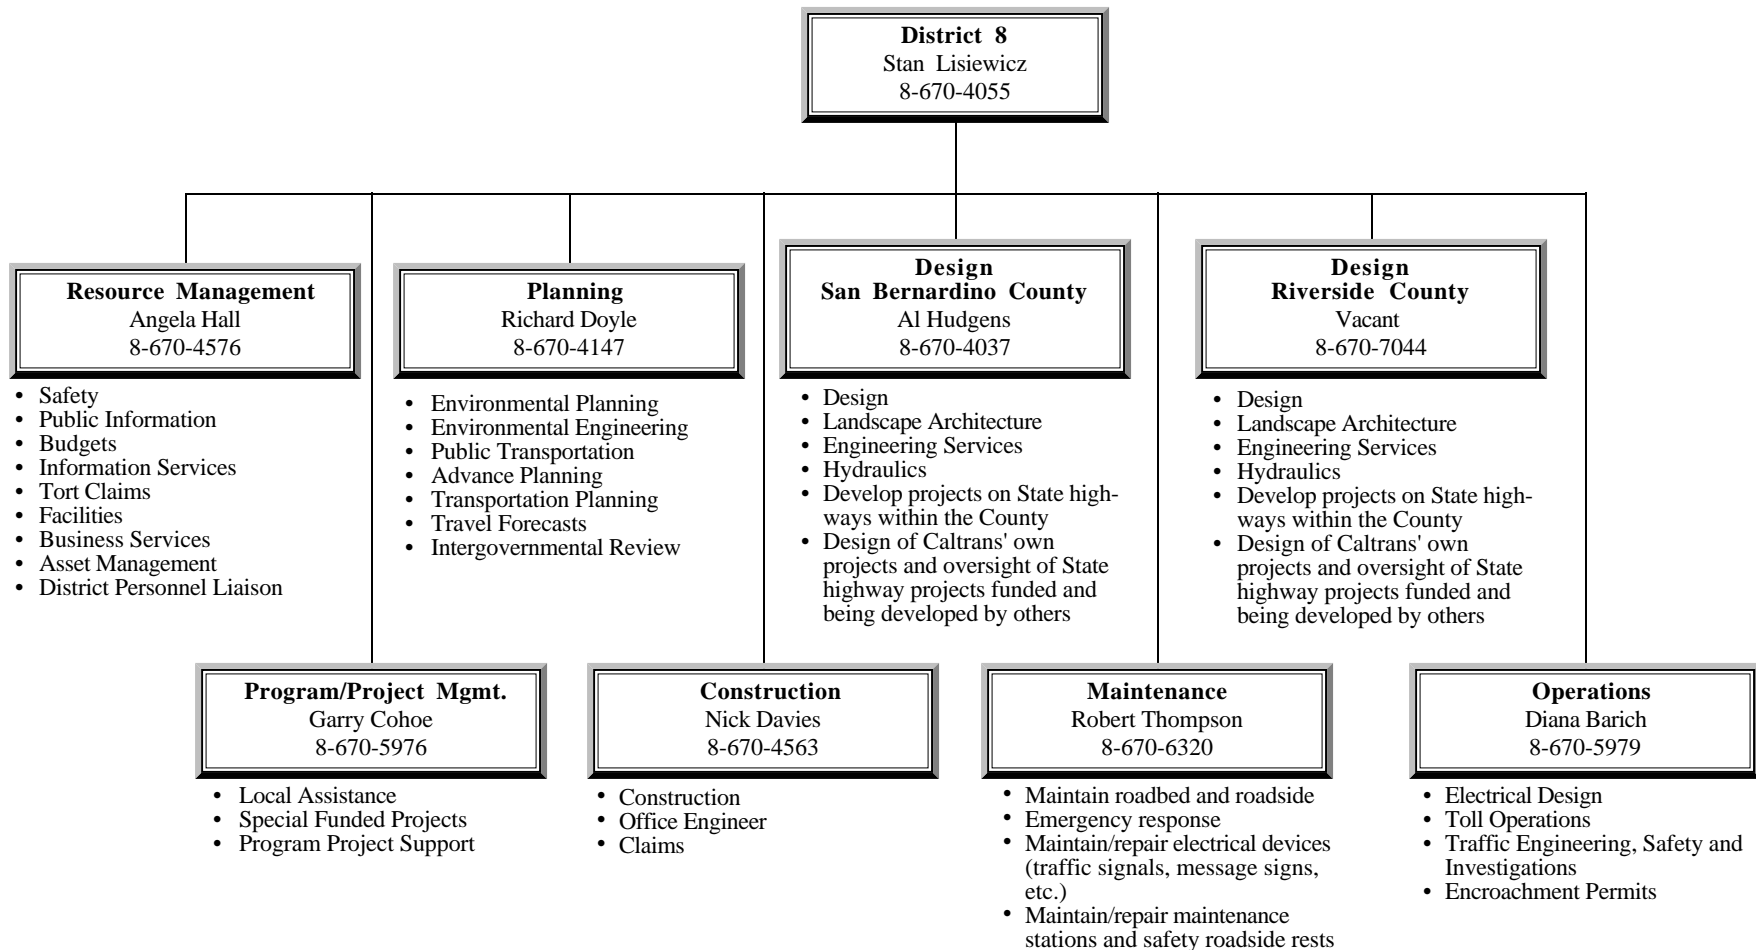 District 8
Stan Lisiewicz
8-670-4055
Resource Management
Angela Hall
8-670-4576
• Safety
• Public Information
• Budgets
• Information Services
• Tort Claims
• Facilities
• Business Services
• Asset Management
• District Personnel Liaison
Planning
Richard Doyle
8-670-4147
• Environmental Planning
• Environmental Engineering
• Public Transportation
• Advance Planning
• Transportation Planning
• Travel Forecasts
• Intergovernmental Review
Design
San Bernardino County
Al Hudgens
8-670-4037
• Design
• Landscape Architecture
• Engineering Services
• Hydraulics
• Develop projects on State high-
ways within the County
• Design of Caltrans' own
projects and oversight of State
highway projects funded and
being developed by others
Design
Riverside County
Vacant
8-670-7044
• Design
• Landscape Architecture
• Engineering Services
• Hydraulics
• Develop projects on State high-
ways within the County
• Design of Caltrans' own
projects and oversight of State
highway projects funded and
being developed by others
Program/Project Mgmt.
Garry Cohoe
8-670-5976
• Local Assistance
• Special Funded Projects
• Program Project Support
Construction
Nick Davies
8-670-4563
• Construction
• Office Engineer
• Claims
Maintenance
Robert Thompson
8-670-6320
• Maintain roadbed and roadside
• Emergency response
• Maintain/repair electrical devices
(traffic signals, message signs,
etc.)
• Maintain/repair maintenance
stations and safety roadside rests
Operations
Diana Barich
8-670-5979
• Electrical Design
• Toll Operations
• Traffic Engineering, Safety and
Investigations
• Encroachment Permits